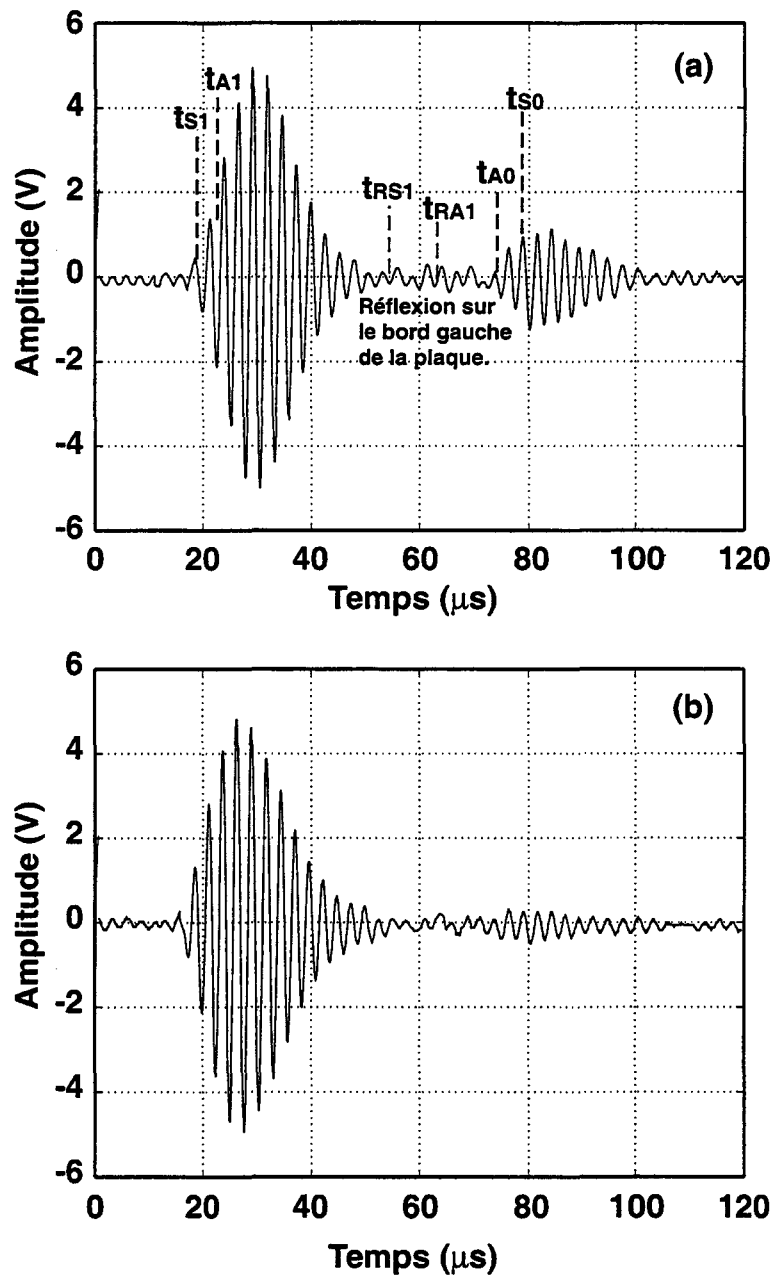 (a)
6
4
2
0
-2
-4
-6
Amplitude (V)
tS1
tA1
tRS1
tRA1
tA0
tS0
Réflexion sur
le bord gauche
de la plaque.
0 20 40 60 80 100 120
Temps (μs)
(b)
6
4
2
0
-2
-4
-6
Amplitude (V)
0 20 40 60 80 100 120
Temps (μs)